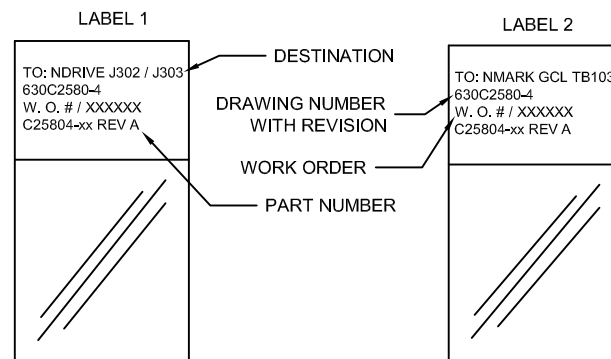 LABEL 1
TO: NDRIVE J302 / J303
630C2580-4
W. O. # / XXXXXX
C25804-xx REV A
DESTINATION
DRAWING NUMBER
WITH REVISION
WORK ORDER
PART NUMBER
LABEL 2
TO: NMARK GCL TB103
630C2580-4
W. O. # / XXXXXX
C25804-xx REV A